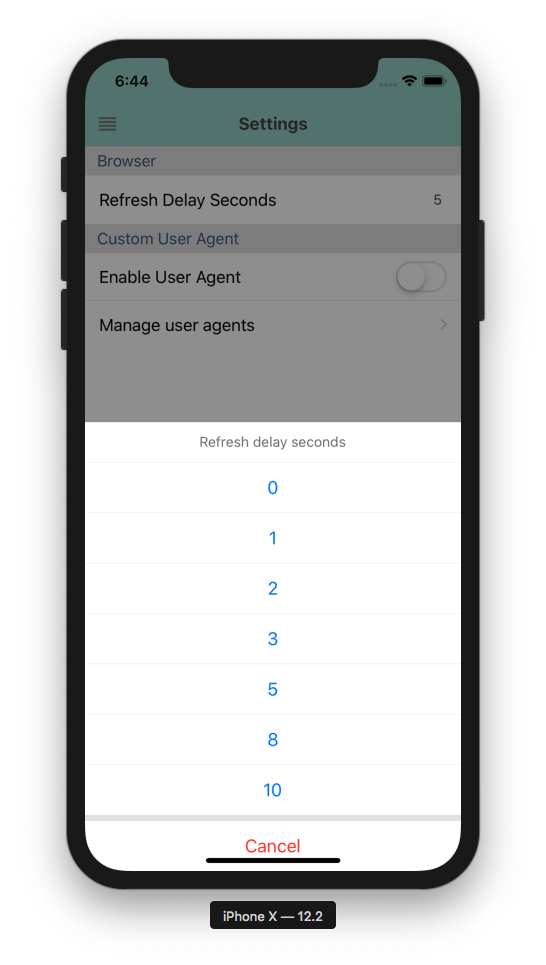 6:44
Settings
Browser
Refresh Delay Seconds 5
Custom User Agent
Enable User Agent
Manage user agents
Refresh delay seconds
0
1
2
3
5
8
10
Cancel
iPhone X — 12.2